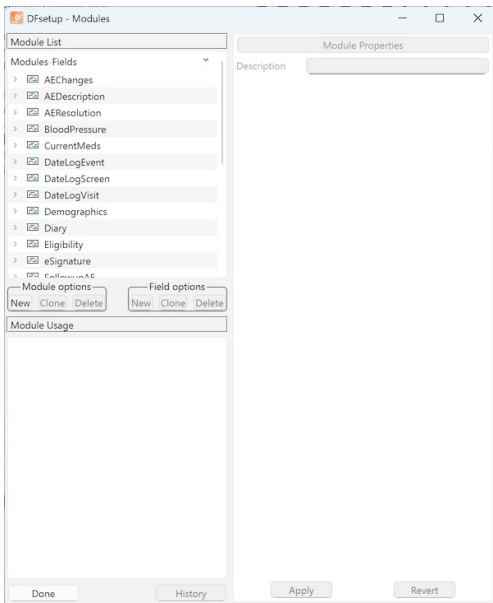 DFsetup - Modules
Module List
Modules-Fields
AEChanges
AEDescription
AEResolution
BloodPressure
CurrentMeds
DateLogEvent
DateLogScreen
DateLogVisit
Demographics
Diary
Eligibility
eSignature
FollowupAE
Module options
New Clone Delete
Field options
New Clone Delete
Module Usage
Done
History
Module Properties
Description
Apply
Revert